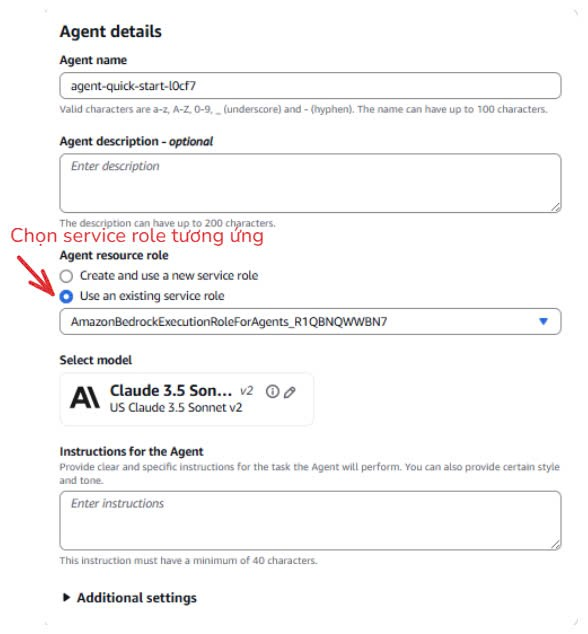 Agent details
Agent name
agent-quick-start-l0cf7
Valid characters are a-z, A-Z, 0-9, _ (underscore) and - (hyphen). The name can have up to 100 characters.
Agent description - optional
Enter description
The description can have up to 200 characters.
Chọn service role tương ứng
Agent resource role
Create and use a new service role
Use an existing service role
AmazonBedrockExecutionRoleForAgents_R1QBNQWWBN7
Select model
Claude 3.5 Son... v2
US Claude 3.5 Sonnet v2
Instructions for the Agent
Provide clear and specific instructions for the task the Agent will perform. You can also provide certain style
and tone.
Enter instructions
This instruction must have a minimum of 40 characters.
Additional settings